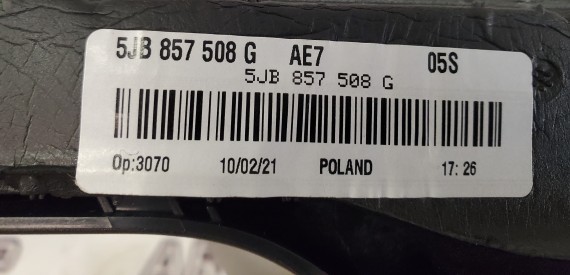 5JB 857 508 G AE7 05S
5JB 857 508 G
Op:3070 10/02/21 POLAND 17:26